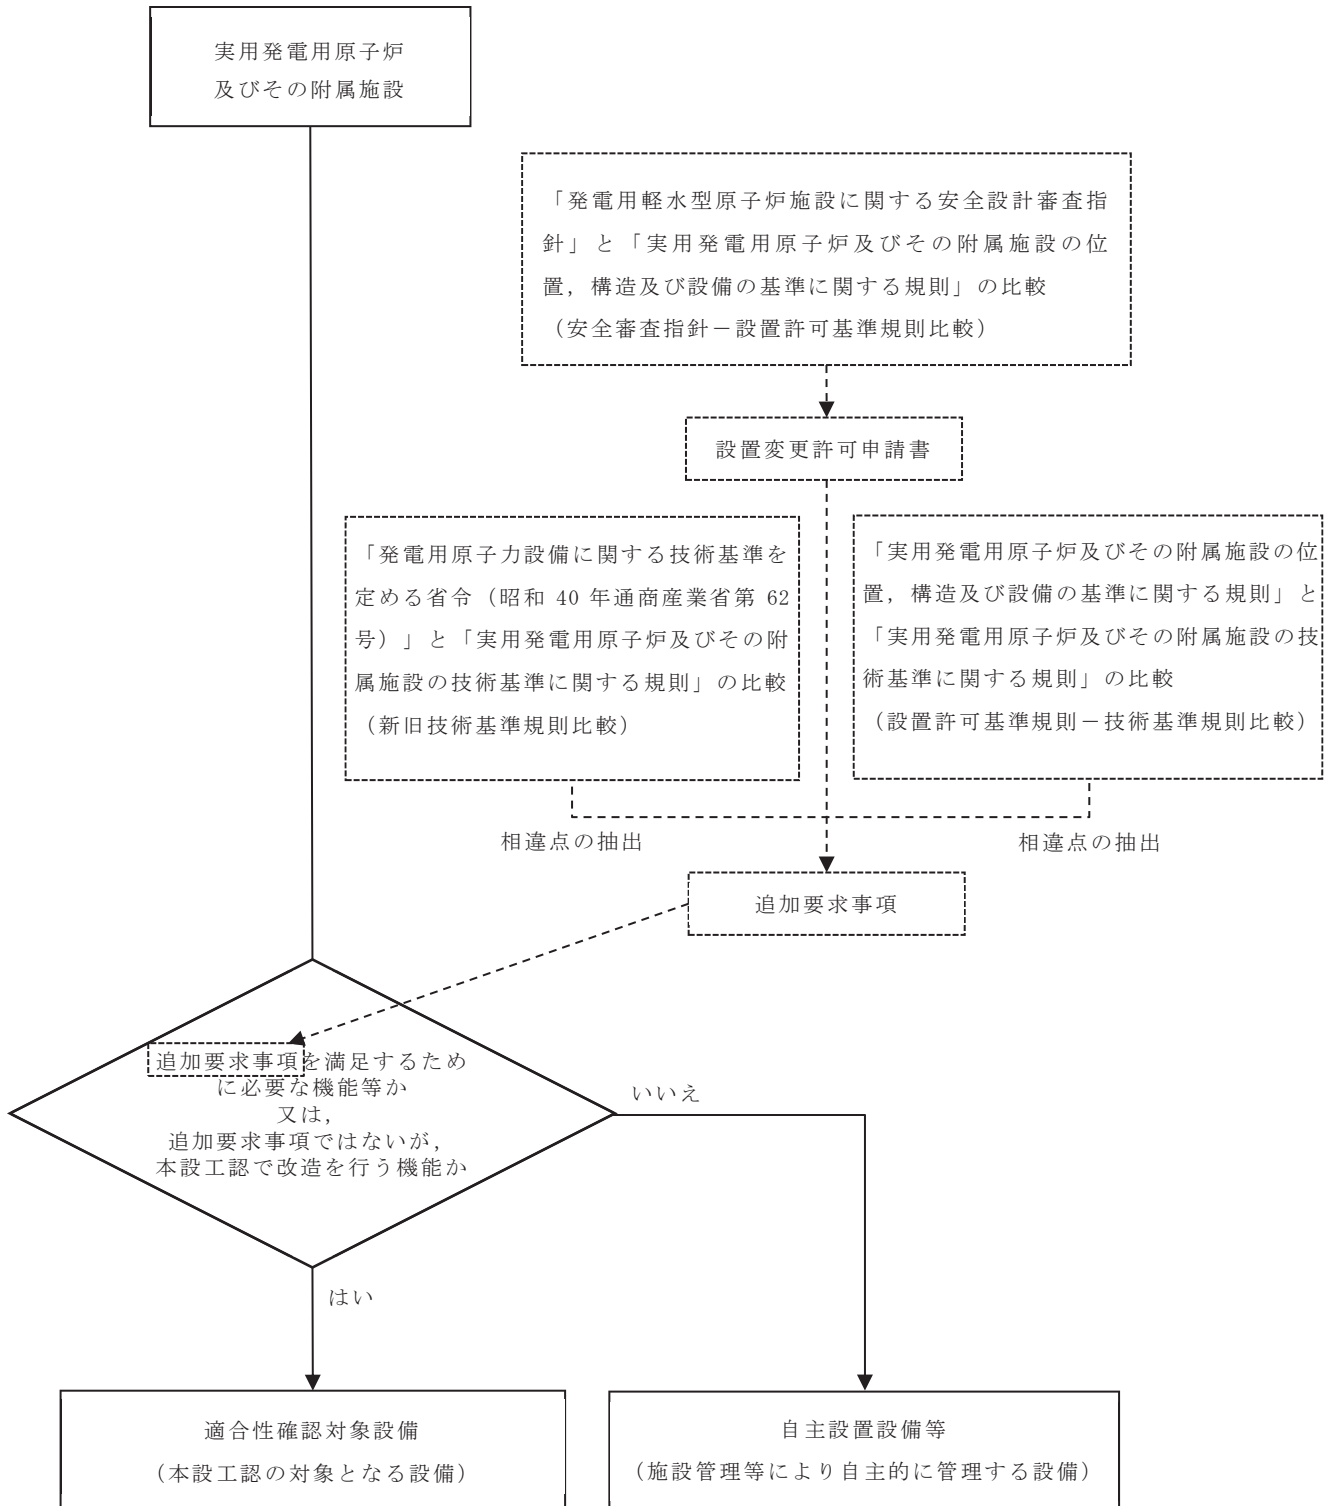 実用発電用原子炉
及びその附属施設
「発電用軽水型原子炉施設に関する安全設計審査指
針」と「実用発電用原子炉及びその附属施設の位
置，構造及び設備の基準に関する規則」の比較
（安全審査指針－設置許可基準規則比較）
設置変更許可申請書
「発電用原子力設備に関する技術基準を
定める省令（昭和 40 年通商産業省第 62
号）」と「実用発電用原子炉及びその附
属施設の技術基準に関する規則」の比較
（新旧技術基準規則比較）
「実用発電用原子炉及びその附属施設の位
置，構造及び設備の基準に関する規則」と
「実用発電用原子炉及びその附属施設の技
術基準に関する規則」の比較
（設置許可基準規則－技術基準規則比較）
相違点の抽出
相違点の抽出
追加要求事項
追加要求事項を満足するため
に必要な機能等か
又は，
追加要求事項ではないが，
本設工認で改造を行う機能か
いいえ
はい
適合性確認対象設備
（本設工認の対象となる設備）
自主設置設備等
（施設管理等により自主的に管理する設備）